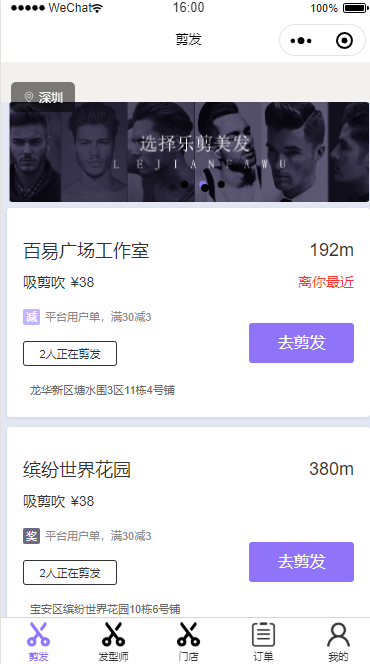 WeChat
16:00
100%
剪发
深圳
选择乐剪美发
LEJIANFAWU
百易广场工作室
192m
吸剪吹 ¥38
离你最近
减 平台用户单，满30减3
去剪发
2人正在剪发
龙华新区塘水围3区11栋4号铺
缤纷世界花园
380m
吸剪吹 ¥38
奖 平台用户单，满30减3
去剪发
2人正在剪发
宝安区缤纷世界花园10栋6号铺
剪发
发型师
门店
订单
我的